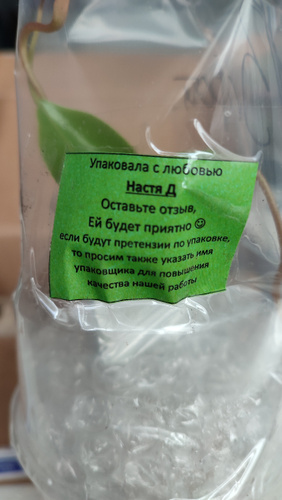 Упаковала с любовью
Настя Д
Оставьте отзыв,
Ей будет приятно ☺
если будут претензии по упаковке,
то просим также указать имя
упаковщика для повышения
качества нашей работы